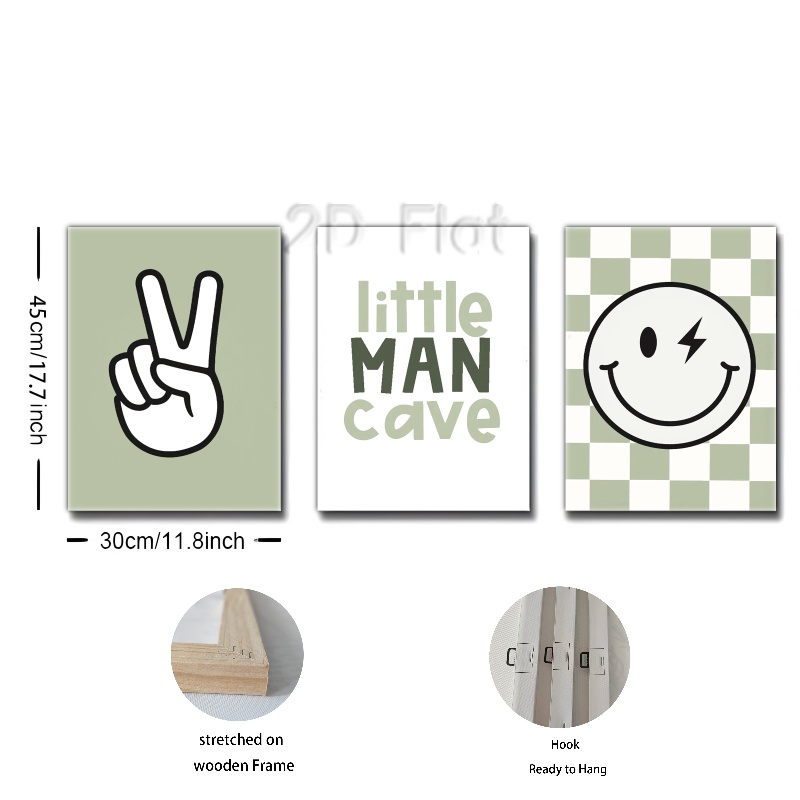 2D Flat
little
MAN
cave
45cm/17.7inch
30cm/11.8inch
stretched on
wooden Frame
Hook
Ready to Hang